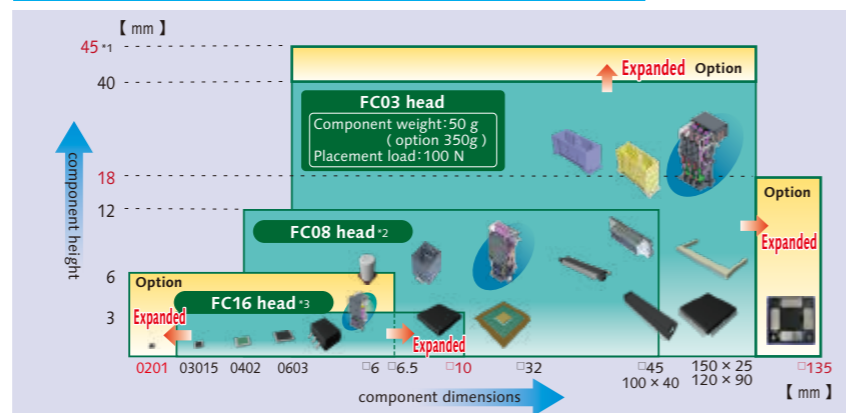 【 mm 】
45 *1
Expanded Option
40
FC03 head
Component weight:50 g
( option 350g )
Placement load:100 N
component height
18
Option
12
FC08 head *2
Expanded
6
Option
FC16 head *3
3
Expanded
Expanded
0201 03015 0402 0603 □6 □6.5 □10 □32 □45 150 × 25 □135
100 × 40 120 × 90
component dimensions
【 mm 】